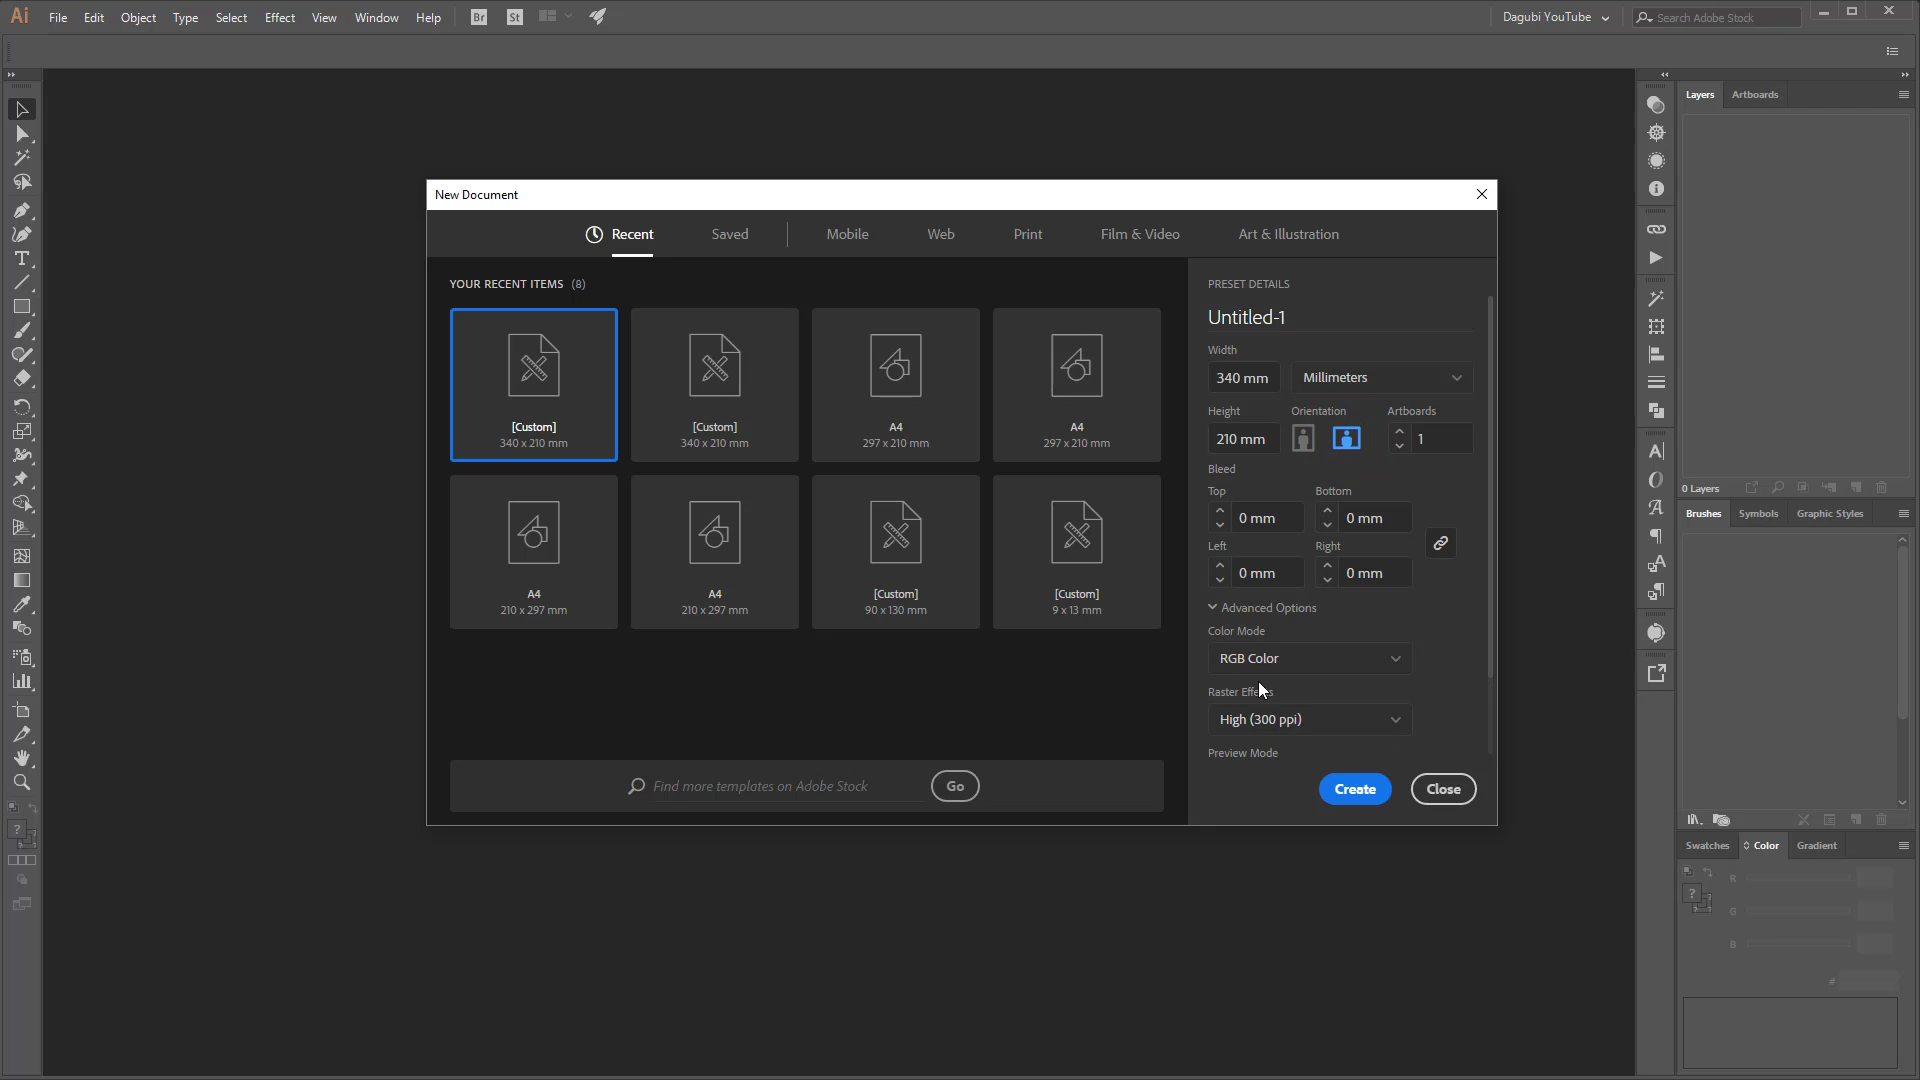 Ai File Edit Object Type Select Effect View Window Help Br St Dagubi YouTube Search Adobe Stock
Layers Artboards
New Document
Recent Saved Mobile Web Print Film & Video Art & Illustration
YOUR RECENT ITEMS (8)
[Custom]
340 x 210 mm
[Custom]
340 x 210 mm
A4
297 x 210 mm
A4
297 x 210 mm
A4
210 x 297 mm
A4
210 x 297 mm
[Custom]
90 x 130 mm
[Custom]
9 x 13 mm
Find more templates on Adobe Stock Go
PRESET DETAILS
Untitled-1
Width
340 mm Millimeters
Height Orientation Artboards
210 mm 1
Bleed
Top Bottom
0 mm 0 mm
Left Right
0 mm 0 mm
Advanced Options
Color Mode
RGB Color
Raster Effects
High (300 ppi)
Preview Mode
Create Close
0 Layers
Brushes Symbols Graphic Styles
Swatches Color Gradient
? R
G
B
#
?